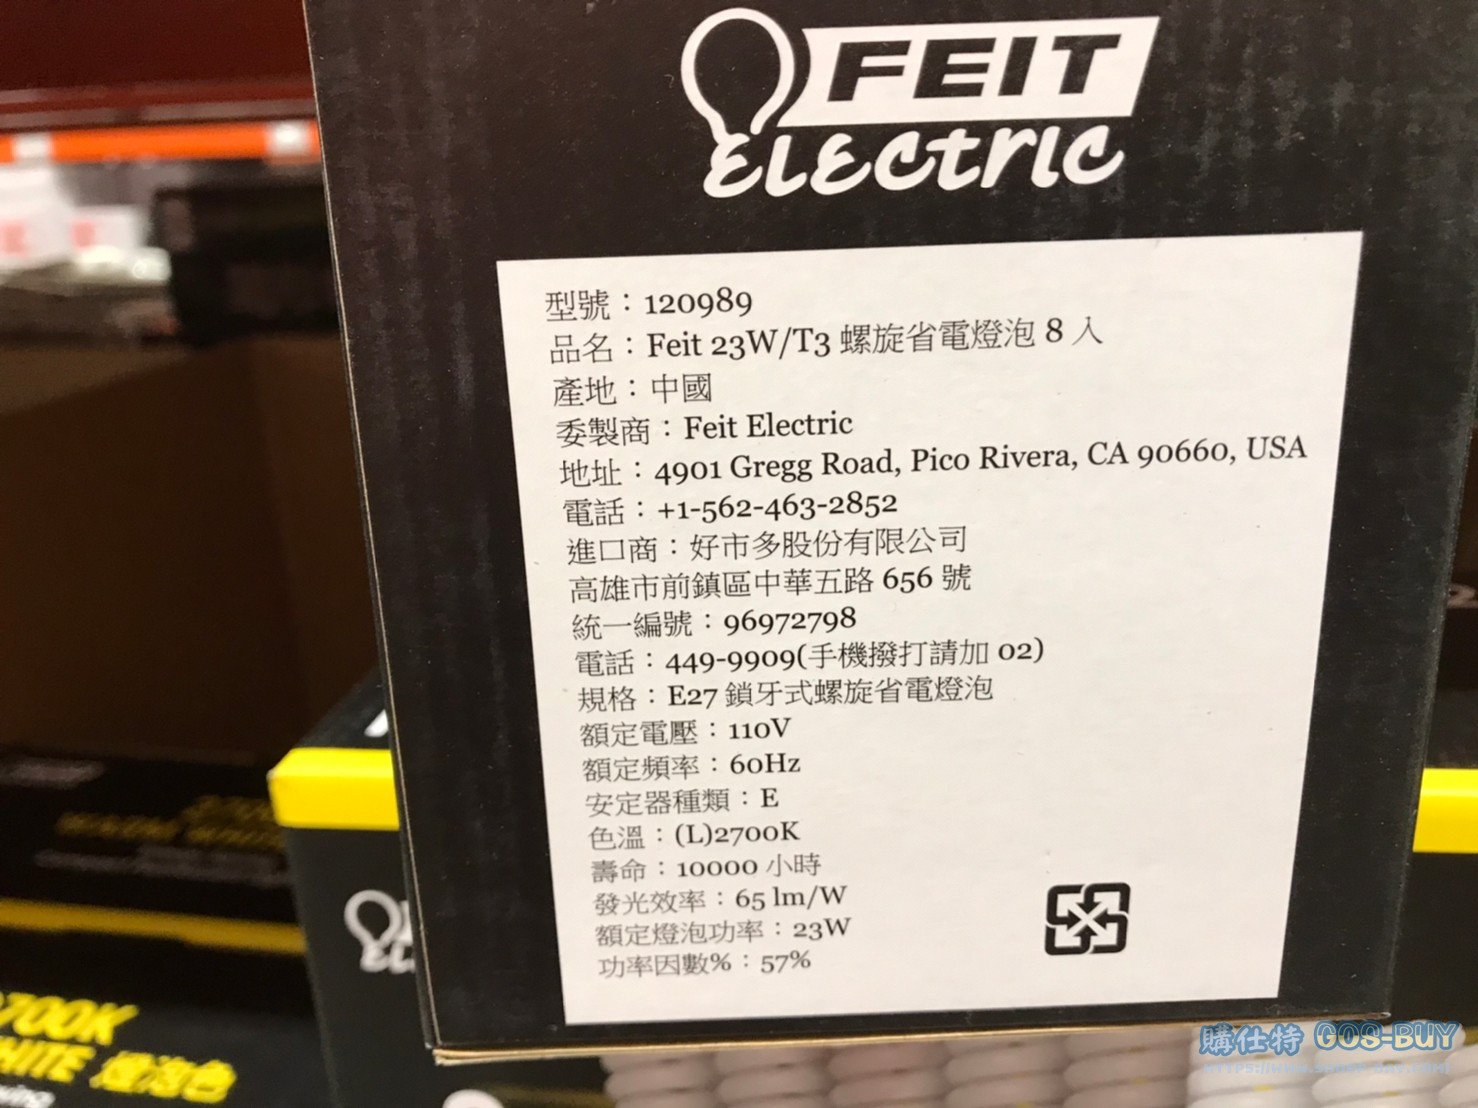 FEIT
Electric
型號：120989
品名：Feit 23W/T3 螺旋省電燈泡 8 入
產地：中國
委製商：Feit Electric
地址：4901 Gregg Road, Pico Rivera, CA 90660, USA
電話：+1-562-463-2852
進口商：好市多股份有限公司
高雄市前鎮區中華五路 656 號
統一編號：96972798
電話：449-9909(手機撥打請加 02)
規格：E27 鎖牙式螺旋省電燈泡
額定電壓：110V
額定頻率：60Hz
安定器種類：E
色溫：(L)2700K
壽命：10000 小時
發光效率：65 lm/W
額定燈泡功率：23W
功率因數%：57%
2700K
WHITE 燈泡色
購仕特 GOS-BUY